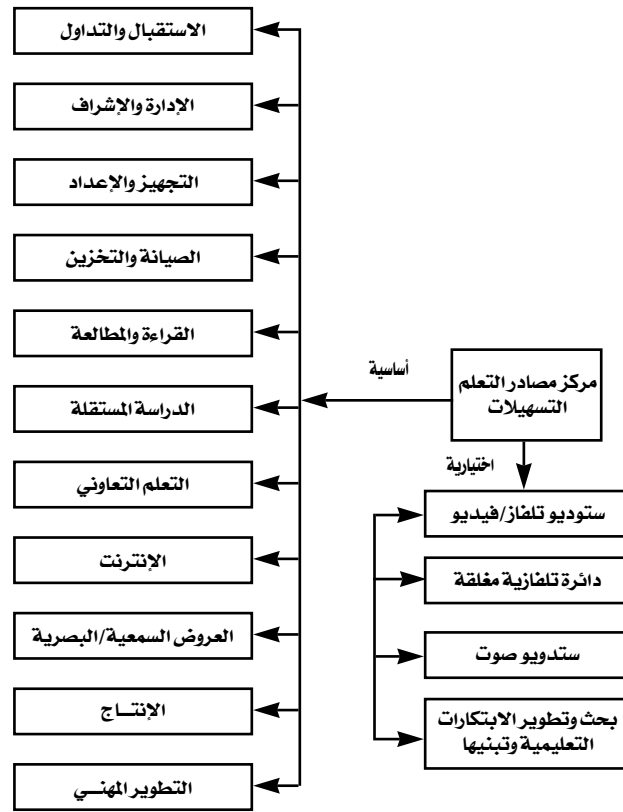 مركز مصادر التعلم
التسهيلات
أساسية
الاستقبال والتداول
الإدارة والإشراف
التجهيز والإعداد
الصيانة والتخزين
القراءة والمطالعة
الدراسة المستقلة
التعلم التعاوني
الإنترنت
العروض السمعية/البصرية
الإنتــاج
التطوير المهنــي
اختيارية
ستوديو تلفاز/فيديو
دائرة تلفازية مغلقة
ستدويو صوت
بحث وتطوير الابتكارات
التعليمية وتبنيها